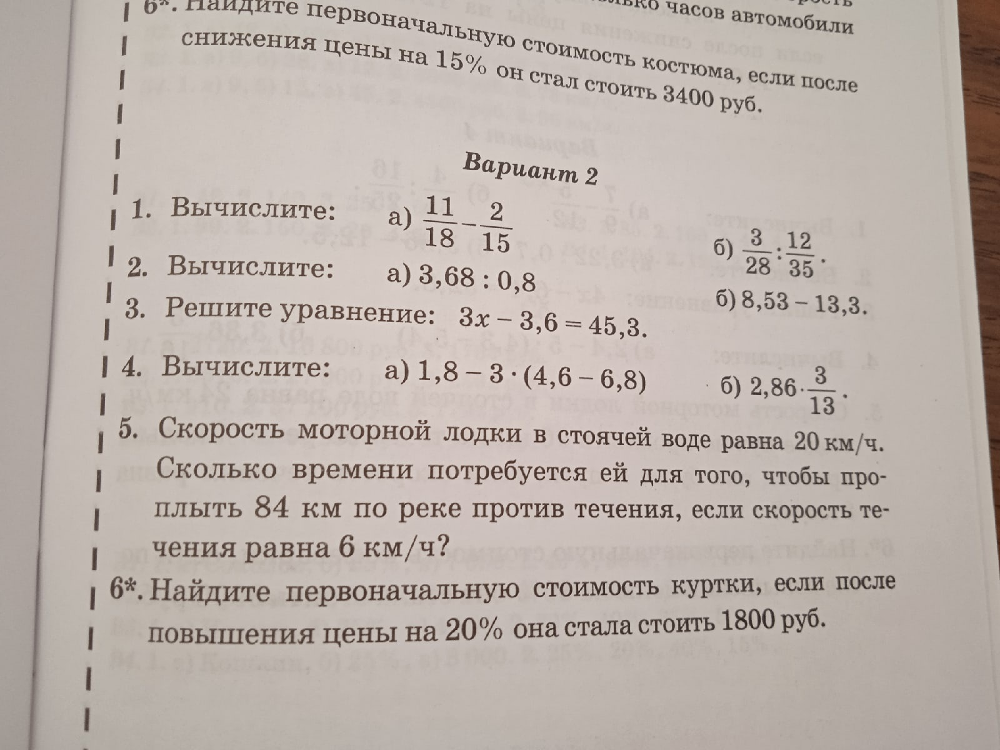 часов автомобили
6*. Найдите первоначальную стоимость костюма, если после
снижения цены на 15% он стал стоить 3400 руб.
Вариант 2
1. Вычислите: а) 11/18 − 2/15 б) 3/28 : 12/35.
2. Вычислите: а) 3,68 : 0,8 б) 8,53 − 13,3.
3. Решите уравнение: 3x − 3,6 = 45,3.
4. Вычислите: а) 1,8 − 3 · (4,6 − 6,8) б) 2,86 · 3/13.
5. Скорость моторной лодки в стоячей воде равна 20 км/ч.
Сколько времени потребуется ей для того, чтобы про-
плыть 84 км по реке против течения, если скорость те-
чения равна 6 км/ч?
6*. Найдите первоначальную стоимость куртки, если после
повышения цены на 20% она стала стоить 1800 руб.